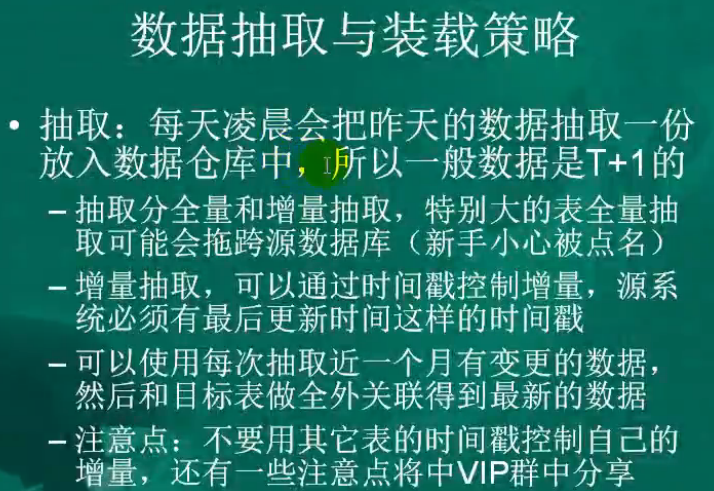 数据抽取与装载策略
• 抽取：每天凌晨会把昨天的数据抽取一份
放入数据仓库中，所以一般数据是T+1的
– 抽取分全量和增量抽取，特别大的表全量抽
取可能会拖跨源数据库（新手小心被点名）
– 增量抽取，可以通过时间戳控制增量，源系
统必须有最后更新时间这样的时间戳
– 可以使用每次抽取近一个月有变更的数据，
然后和目标表做全外关联得到最新的数据
– 注意点：不要用其它表的时间戳控制自己的
增量，还有一些注意点将中VIP群中分享